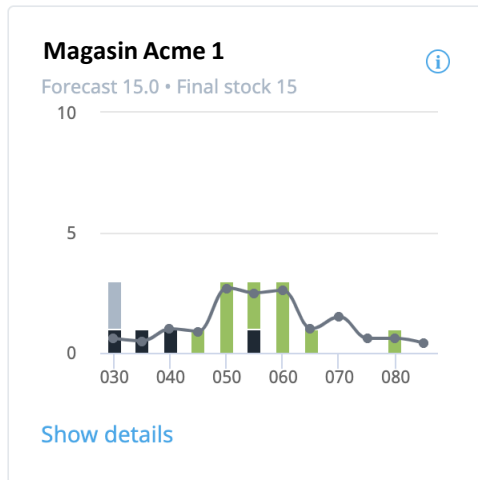 Magasin Acme 1
Forecast 15.0 • Final stock 15
10
5
0
030 040 050 060 070 080
Show details